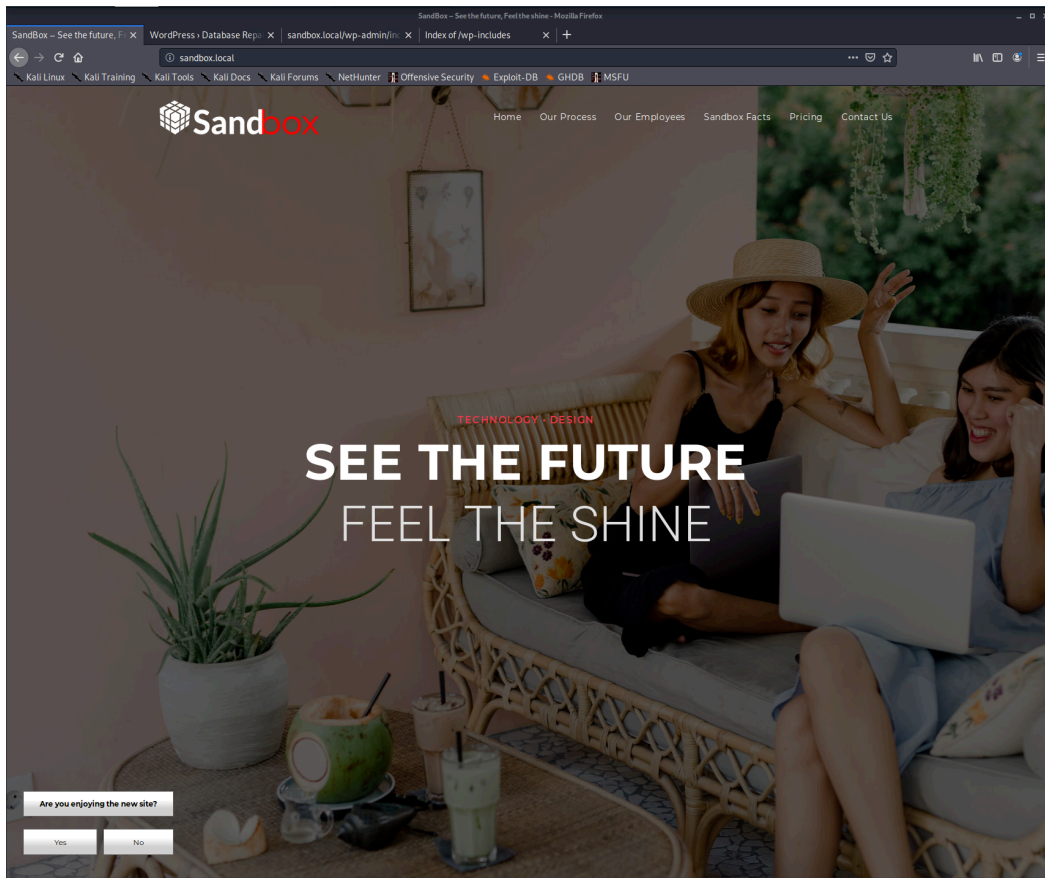 SandBox – See the future, Feel the shine - Mozilla Firefox
SandBox – See the future, F
WordPress › Database Repa
sandbox.local/wp-admin/in
Index of /wp-includes
sandbox.local
Kali Linux Kali Training Kali Tools Kali Docs Kali Forums NetHunter Offensive Security Exploit-DB GHDB MSFU
Sandbox
Home Our Process Our Employees Sandbox Facts Pricing Contact Us
TECHNOLOGY • DESIGN
SEE THE FUTURE
FEEL THE SHINE
Are you enjoying the new site?
Yes No